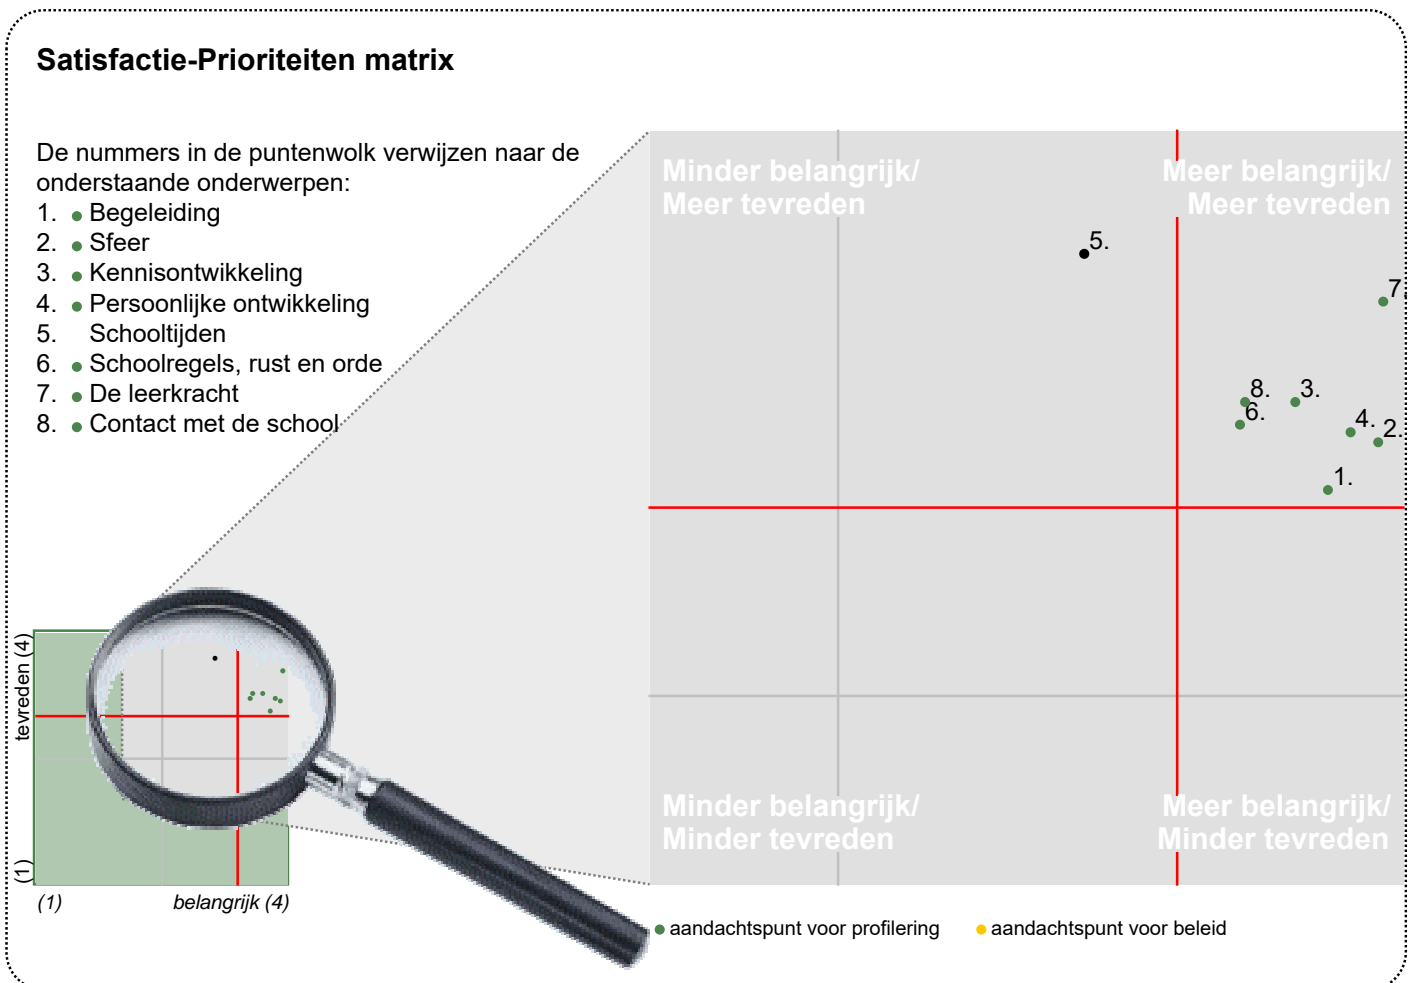 Satisfactie-Prioriteiten matrix
De nummers in de puntenwolk verwijzen naar de
onderstaande onderwerpen:
1. Begeleiding
2. Sfeer
3. Kennisontwikkeling
4. Persoonlijke ontwikkeling
5. Schooltijden
6. Schoolregels, rust en orde
7. De leerkracht
8. Contact met de school
Minder belangrijk/
Meer tevreden
Meer belangrijk/
Meer tevreden
5.
7.
8.
3.
6.
4.
2.
1.
Minder belangrijk/
Minder tevreden
Meer belangrijk/
Minder tevreden
tevreden (4)
(1)
(1)
belangrijk (4)
aandachtspunt voor profilering
aandachtspunt voor beleid